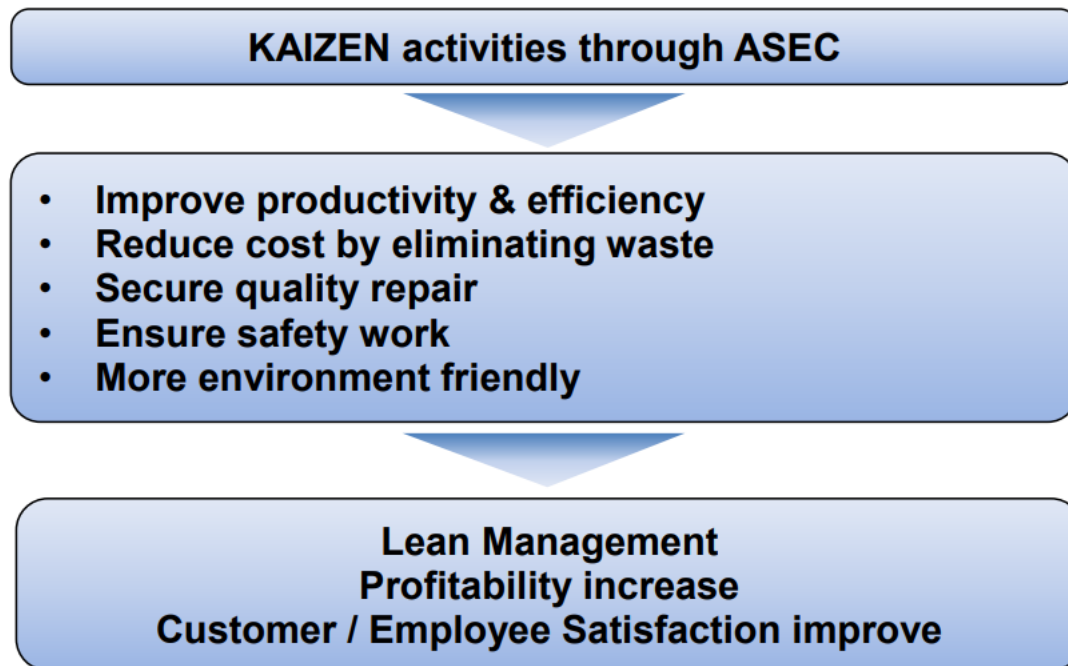 KAIZEN activities through ASEC
• Improve productivity & efficiency
• Reduce cost by eliminating waste
• Secure quality repair
• Ensure safety work
• More environment friendly
Lean Management
Profitability increase
Customer / Employee Satisfaction improve